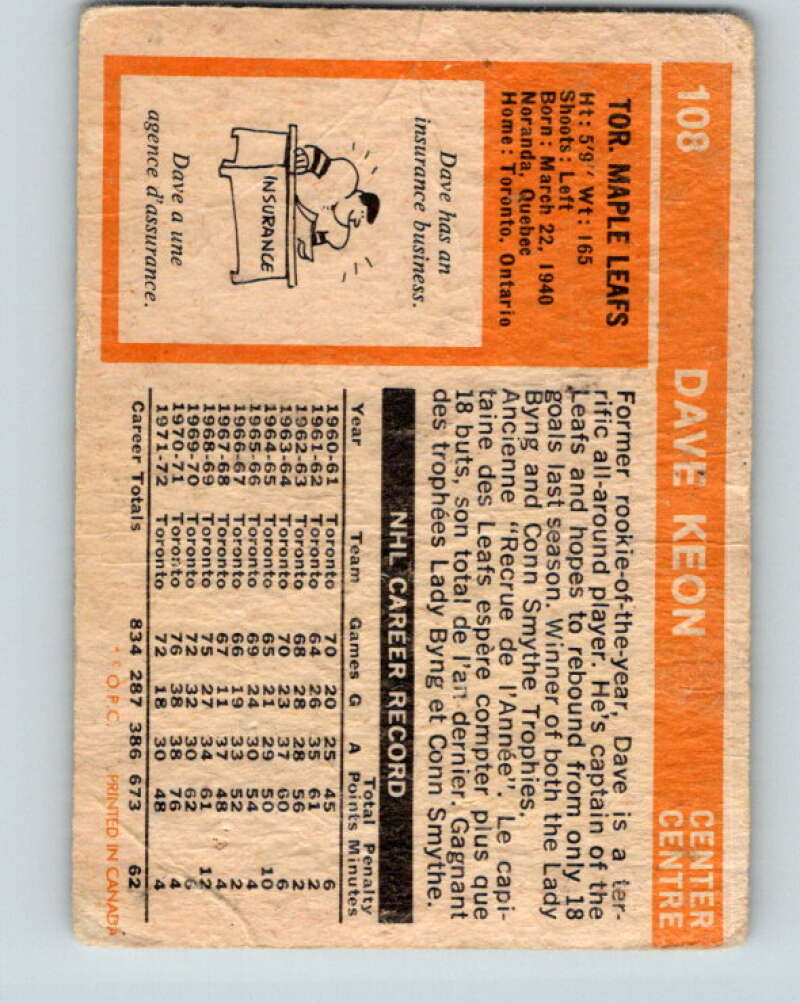 108 DAVE KEON CENTER
CENTRE
TOR. MAPLE LEAFS
Ht: 5'9" Wt: 165
Shoots: Left
Born: March 22, 1940
Noranda, Quebec
Home: Toronto, Ontario
Dave has an
insurance business.
INSURANCE
Dave a une
agence d'assurance.
Former rookie-of-the-year, Dave is a ter-
rific all-around player. He's captain of the
Leafs and hopes to rebound from only 18
goals last season. Winner of both the Lady
Byng and Conn Smythe Trophies.
Ancienne "Recrue de l'Année". Le capi-
taine des Leafs espère compter plus que
18 buts, son total de l'an dernier. Gagnant
des trophées Lady Byng et Conn Smythe.
NHL CAREER RECORD
Total Penalty
Year Team Games G A Points Minutes
1960-61 Toronto 70 20 25 45 6
1961-62 Toronto 64 26 35 61 2
1962-63 Toronto 68 28 28 56 2
1963-64 Toronto 70 23 37 60 6
1964-65 Toronto 65 21 29 50 10
1965-66 Toronto 69 24 30 54 4
1966-67 Toronto 66 19 33 52 2
1967-68 Toronto 67 11 37 48 4
1968-69 Toronto 75 27 34 61 12
1969-70 Toronto 72 32 30 62 6
1970-71 Toronto 76 38 38 76 4
1971-72 Toronto 72 18 30 48 4
Career Totals 834 287 386 673 62
* © O.P.C. PRINTED IN CANADA